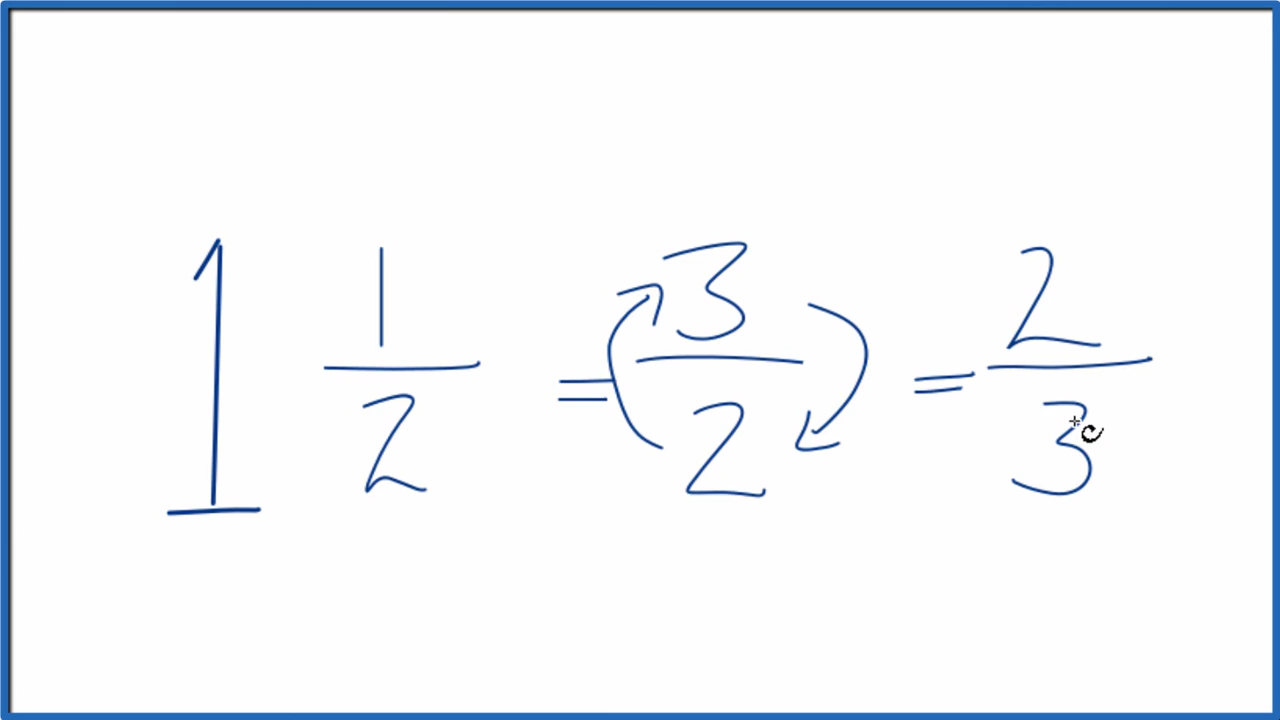 1 1/2 = 3/2 = 2/3